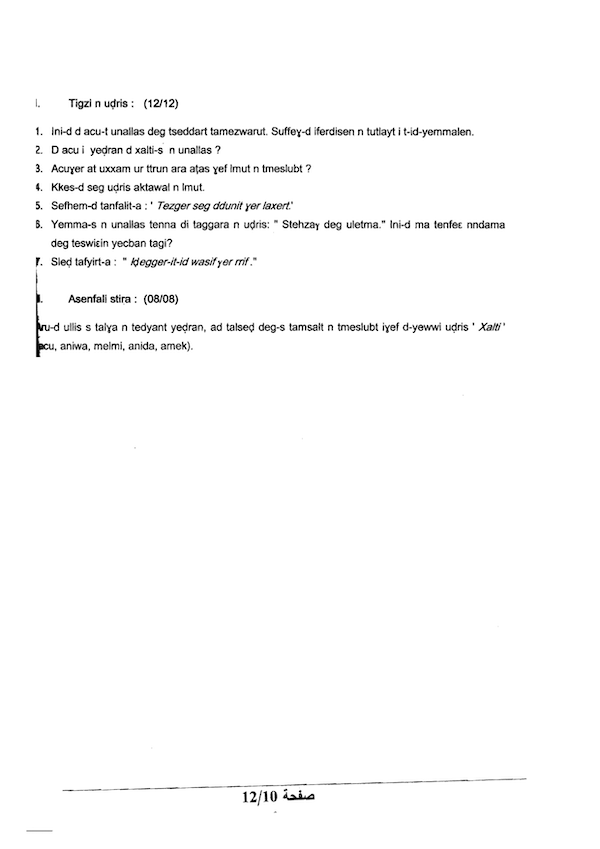 I. Tigzi n uḍris : (12/12)
1. Ini-d d acu-t unallas deg tseddart tamezwarut. Suffeɣ-d iferdisen n tutlayt i t-id-yemmalen.
2. D acu i yeḍran d xalti-s n unallas ?
3. Acuɣer at uxxam ur ttrun ara aṭas ɣef lmut n tmeslubt ?
4. Kkes-d seg uḍris aktawal n lmut.
5. Sefhem-d tanfalit-a : ' Tezger seg ddunit ɣer laxert.'
6. Yemma-s n unallas tenna di taggara n uḍris: " Stehzaɣ deg uletma." Ini-d ma tenfeɛ nndama
deg teswiɛin yecban tagi?
7. Sleḍ tafyirt-a : " Iḍegger-it-id wasif ɣer rrif."
Asenfali stira : (08/08)
ru-d ullis s talɣa n tedyant yeḍran, ad talseḍ deg-s tamsalt n tmeslubt iɣef d-yewwi uḍris ' Xalti '
acu, aniwa, melmi, anida, amek).
صفحة 12/10